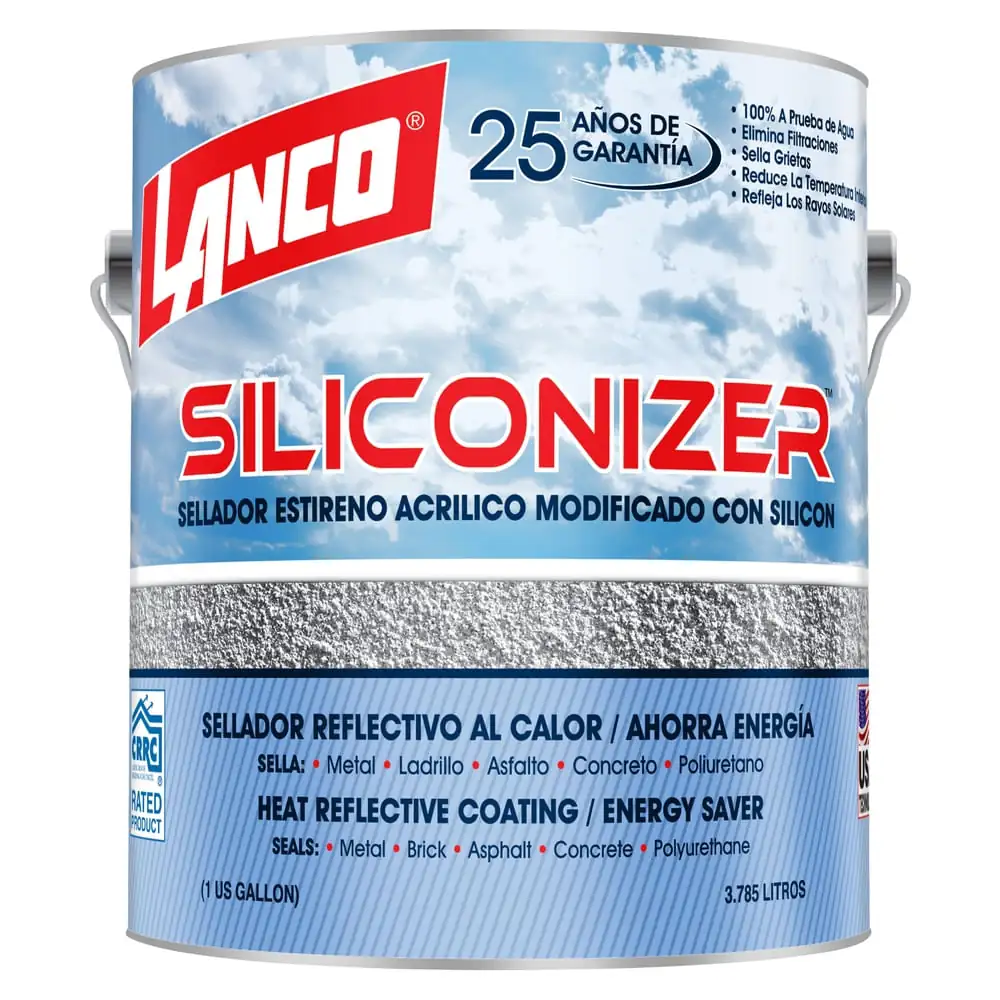 LANCO®
25 AÑOS DE
GARANTÍA
• 100% A Prueba de Agua
• Elimina Filtraciones
• Sella Grietas
• Reduce La Temperatura
• Refleja Los Rayos Solares
SILICONIZER™
SELLADOR ESTIRENO ACRILICO MODIFICADO CON SILICON
CRRC
RATED
PRODUCT
SELLADOR REFLECTIVO AL CALOR / AHORRA ENERGÍA
SELLA: • Metal • Ladrillo • Asfalto • Concreto • Poliuretano
HEAT REFLECTIVE COATING / ENERGY SAVER
SEALS: • Metal • Brick • Asphalt • Concrete • Polyurethane
(1 US GALLON)
3.785 LITROS